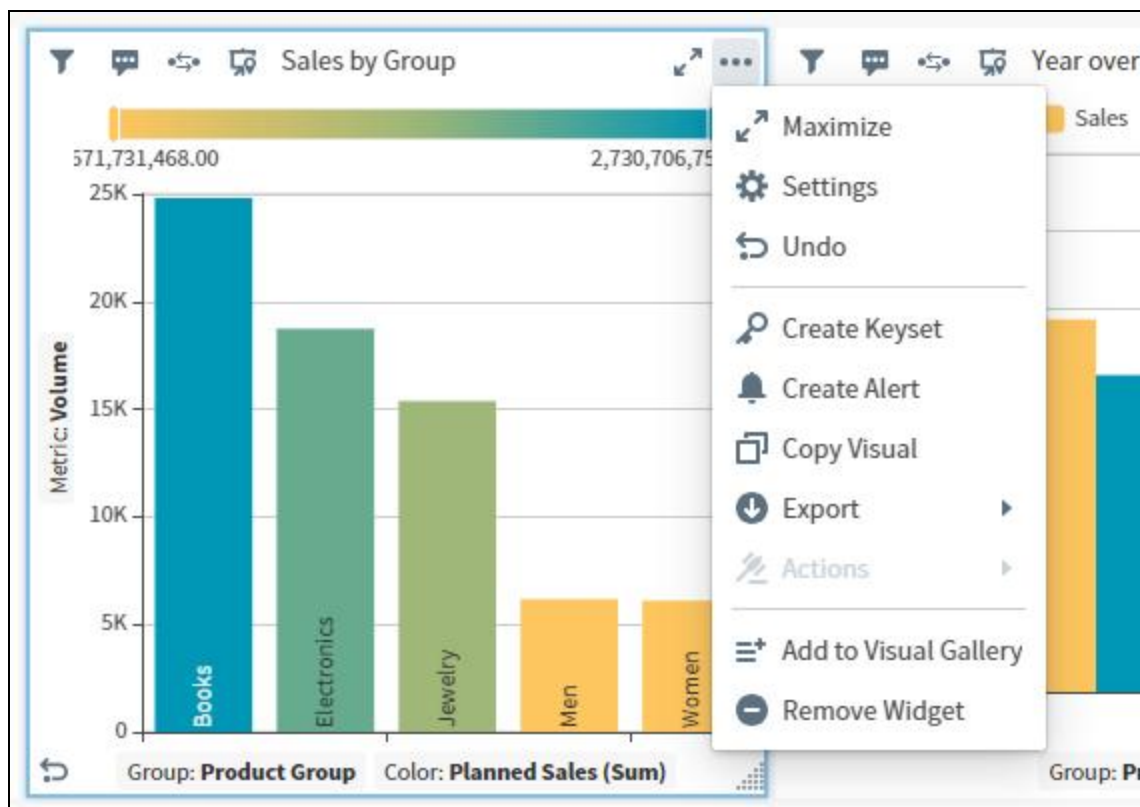 Sales by Group
Year over
571,731,468.00
2,730,706,75
Sales
25K
20K
15K
10K
5K
0
Metric: Volume
Books
Electronics
Jewelry
Men
Women
Group: Product Group
Color: Planned Sales (Sum)
Maximize
Settings
Undo
Create Keyset
Create Alert
Copy Visual
Export
Actions
Add to Visual Gallery
Remove Widget
Group: